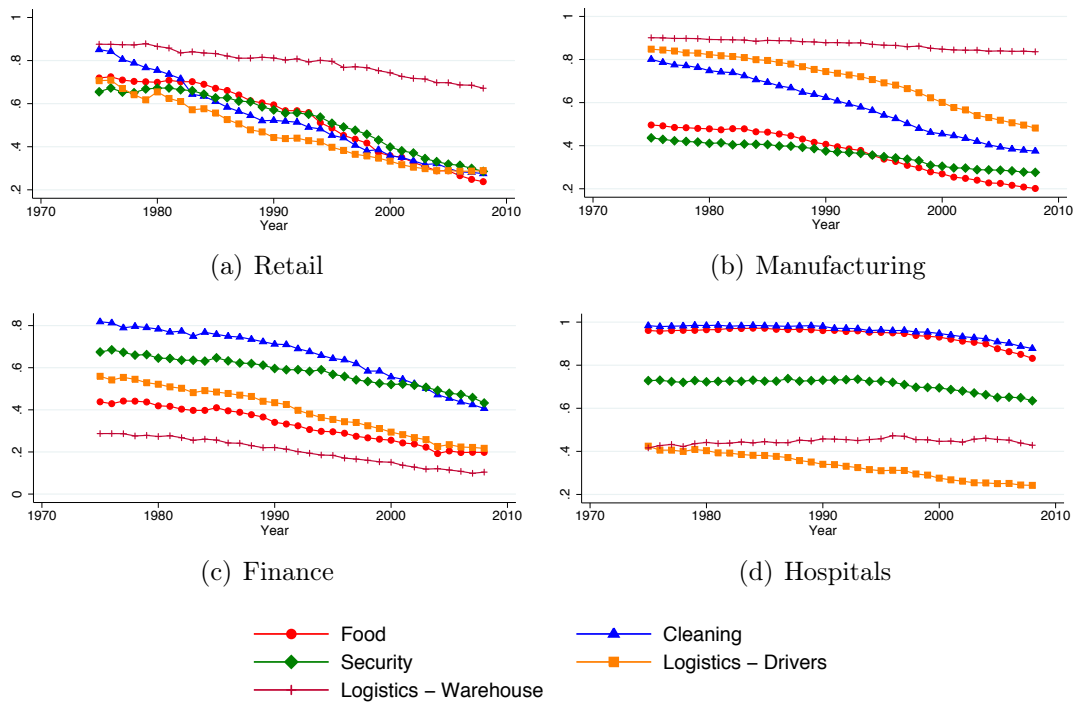 1
.8
.6
.4
.2
1970 1980 1990 2000 2010
Year
(a) Retail
1
.8
.6
.4
.2
1970 1980 1990 2000 2010
Year
(b) Manufacturing
.8
.6
.4
.2
0
1970 1980 1990 2000 2010
Year
(c) Finance
1
.8
.6
.4
.2
1970 1980 1990 2000 2010
Year
(d) Hospitals
Food Cleaning
Security Logistics − Drivers
Logistics − Warehouse